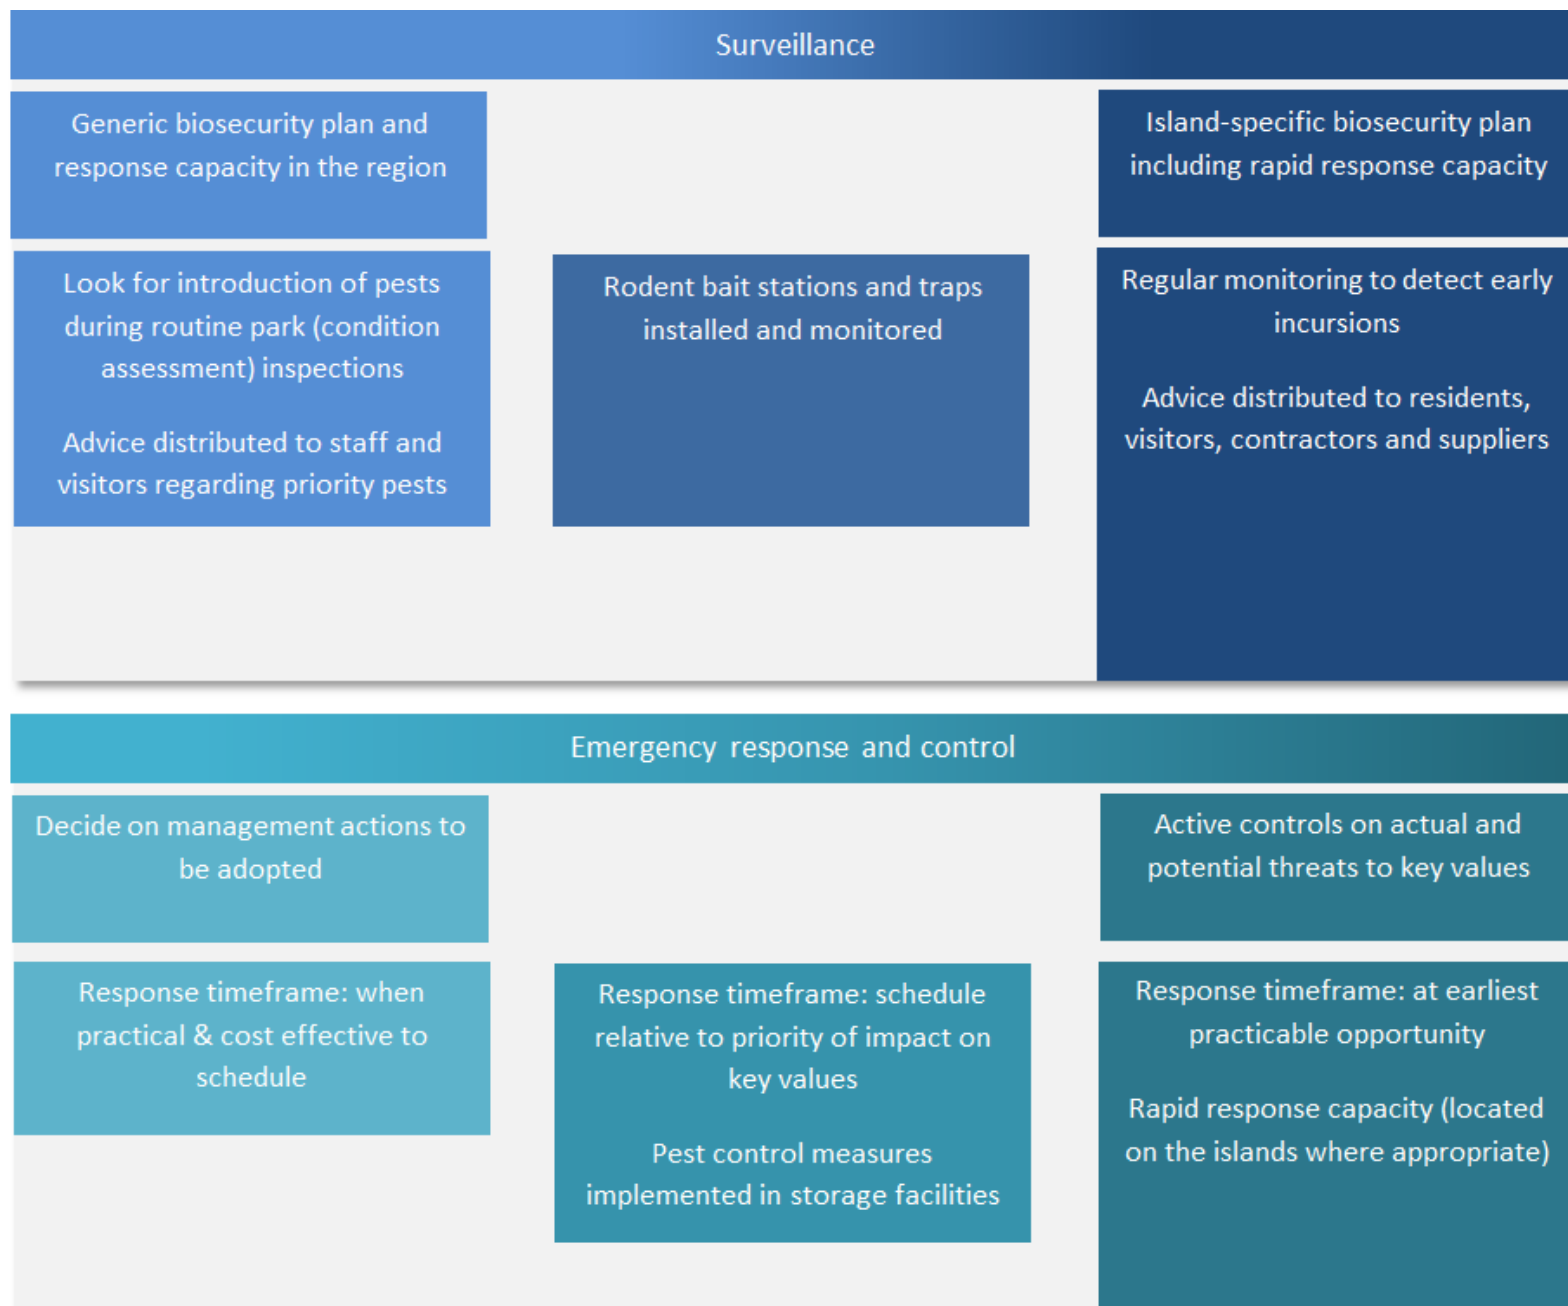 Surveillance
Generic biosecurity plan and
response capacity in the region
Island-specific biosecurity plan
including rapid response capacity
Look for introduction of pests
during routine park (condition
assessment) inspections
Advice distributed to staff and
visitors regarding priority pests
Rodent bait stations and traps
installed and monitored
Regular monitoring to detect early
incursions
Advice distributed to residents,
visitors, contractors and suppliers
Emergency response and control
Decide on management actions to
be adopted
Active controls on actual and
potential threats to key values
Response timeframe: when
practical & cost effective to
schedule
Response timeframe: schedule
relative to priority of impact on
key values
Pest control measures
implemented in storage facilities
Response timeframe: at earliest
practicable opportunity
Rapid response capacity (located
on the islands where appropriate)